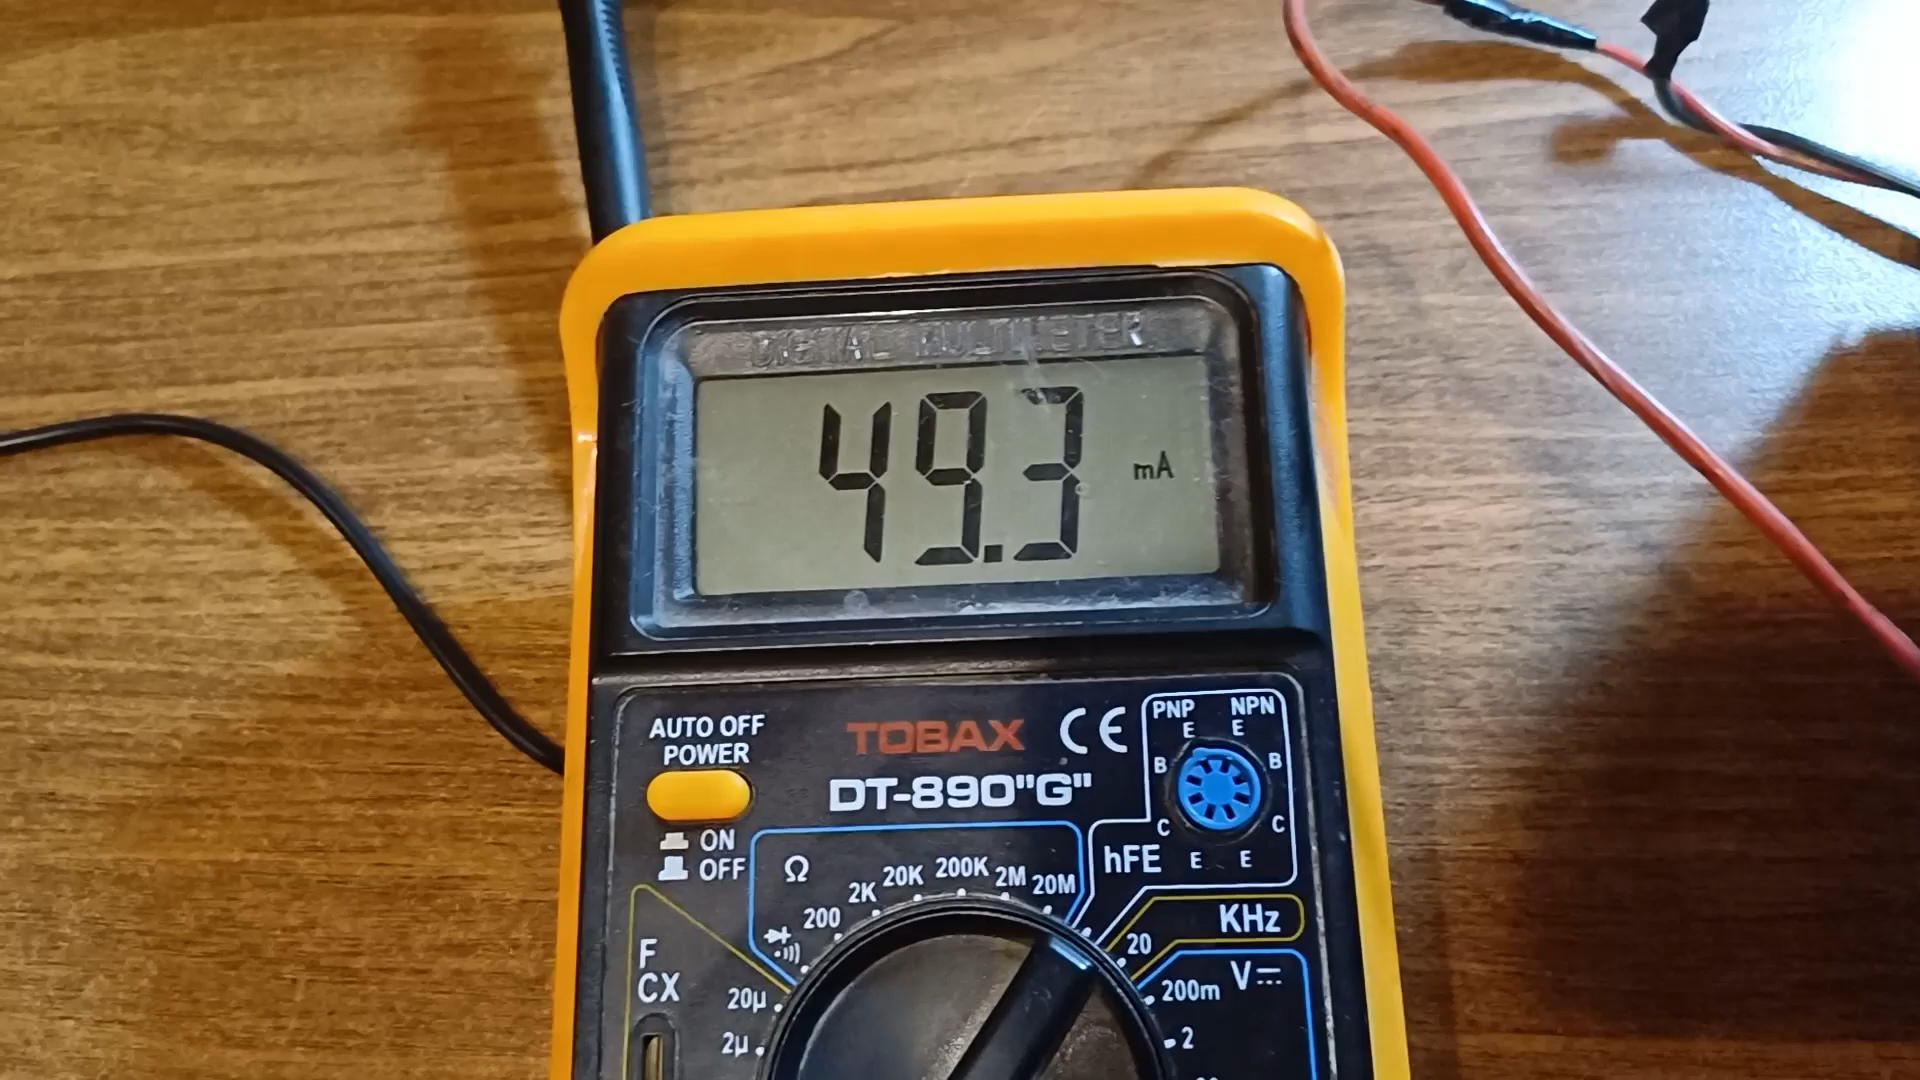 DIGITAL MULTIMETER
49.3 mA
AUTO OFF
POWER
ON
OFF
TOBAX CE
DT-890"G"
PNP NPN
E E
B B
C C
E E
hFE
Ω
200 2K 20K 200K 2M 20M
KHz
20
V
200m
2
F
CX
20µ
2µ